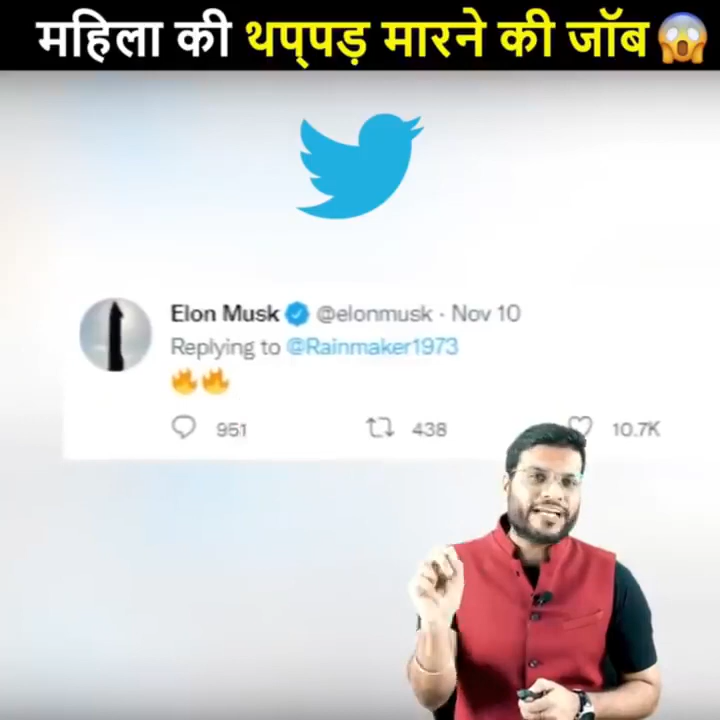 महिला की थप्पड़ मारने की जॉब😱
Elon Musk @elonmusk · Nov 10
Replying to @Rainmaker1973
🔥🔥
951 438 10.7K